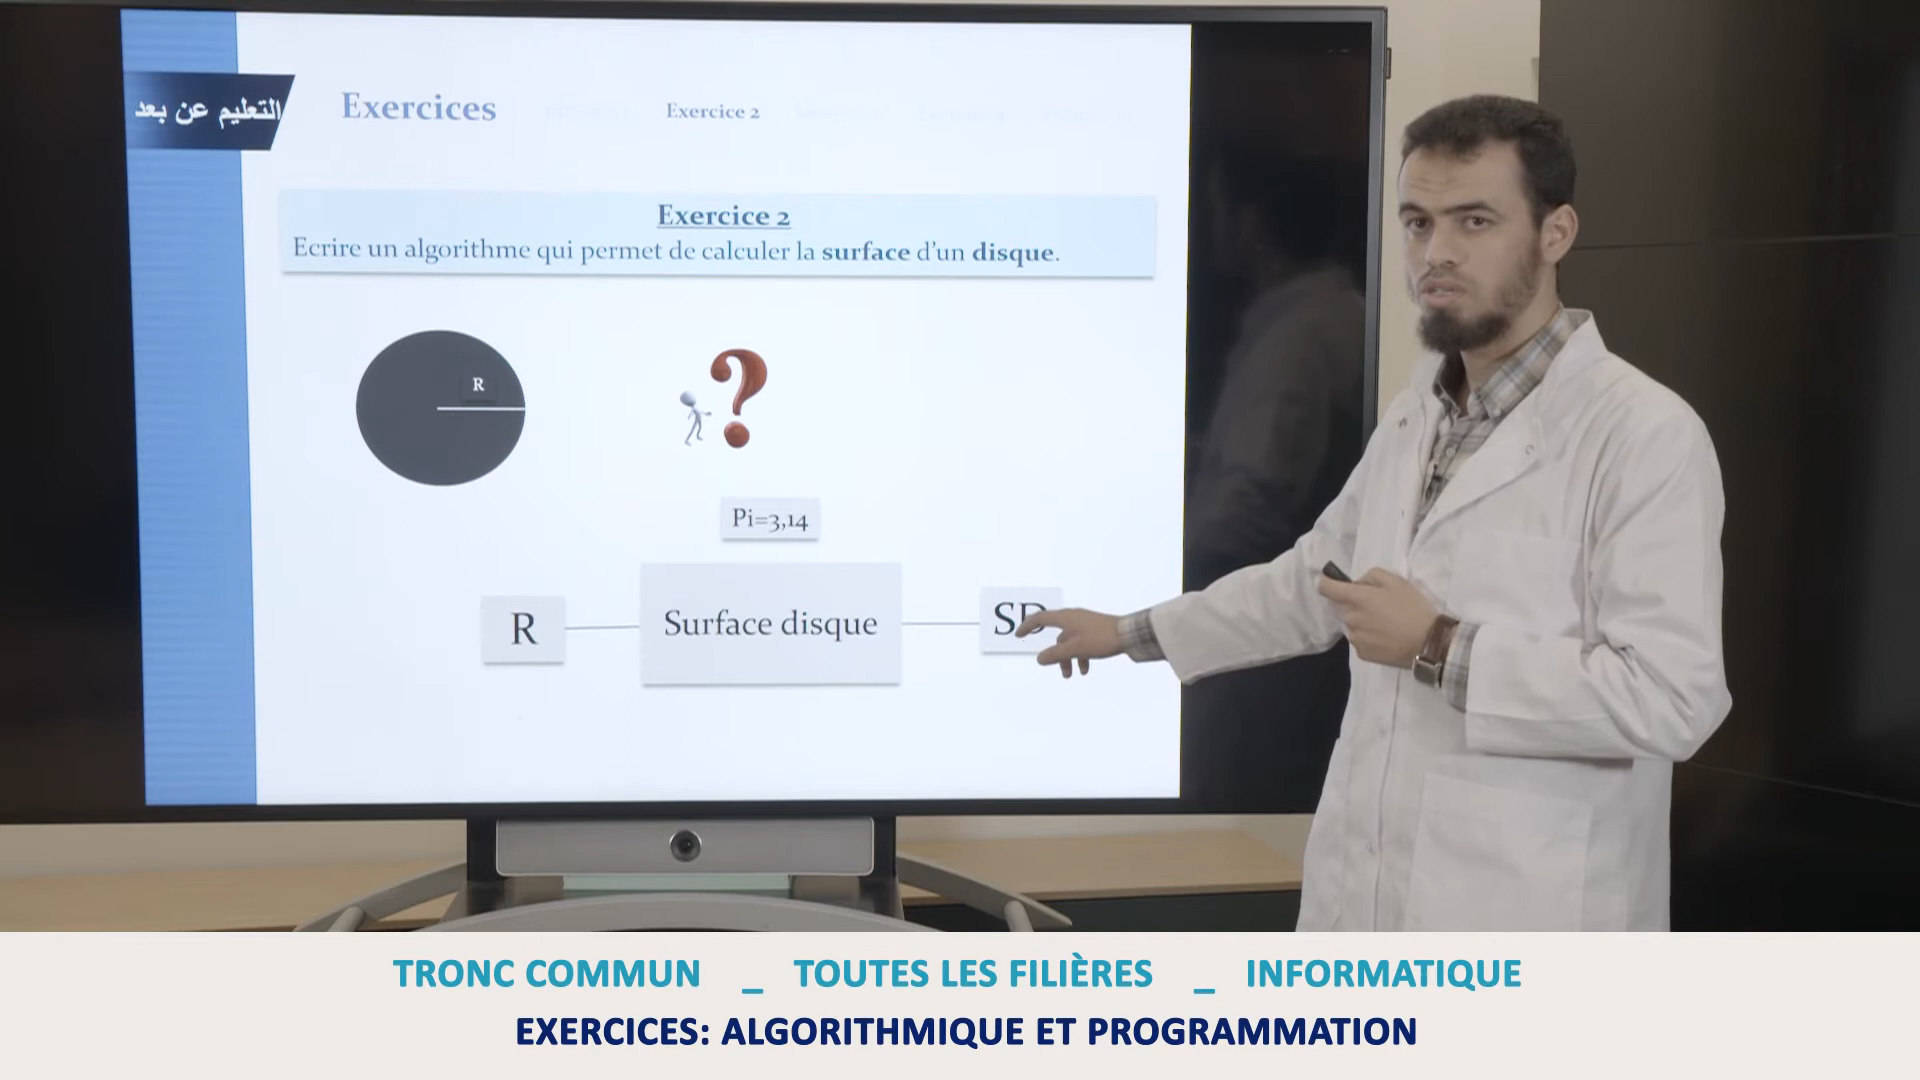 التعليم عن بعد
Exercices
Exercice 2
Exercice 2
Ecrire un algorithme qui permet de calculer la surface d'un disque.
R
Pi=3,14
R
Surface disque
SD
TRONC COMMUN _ TOUTES LES FILIÈRES _ INFORMATIQUE
EXERCICES: ALGORITHMIQUE ET PROGRAMMATION